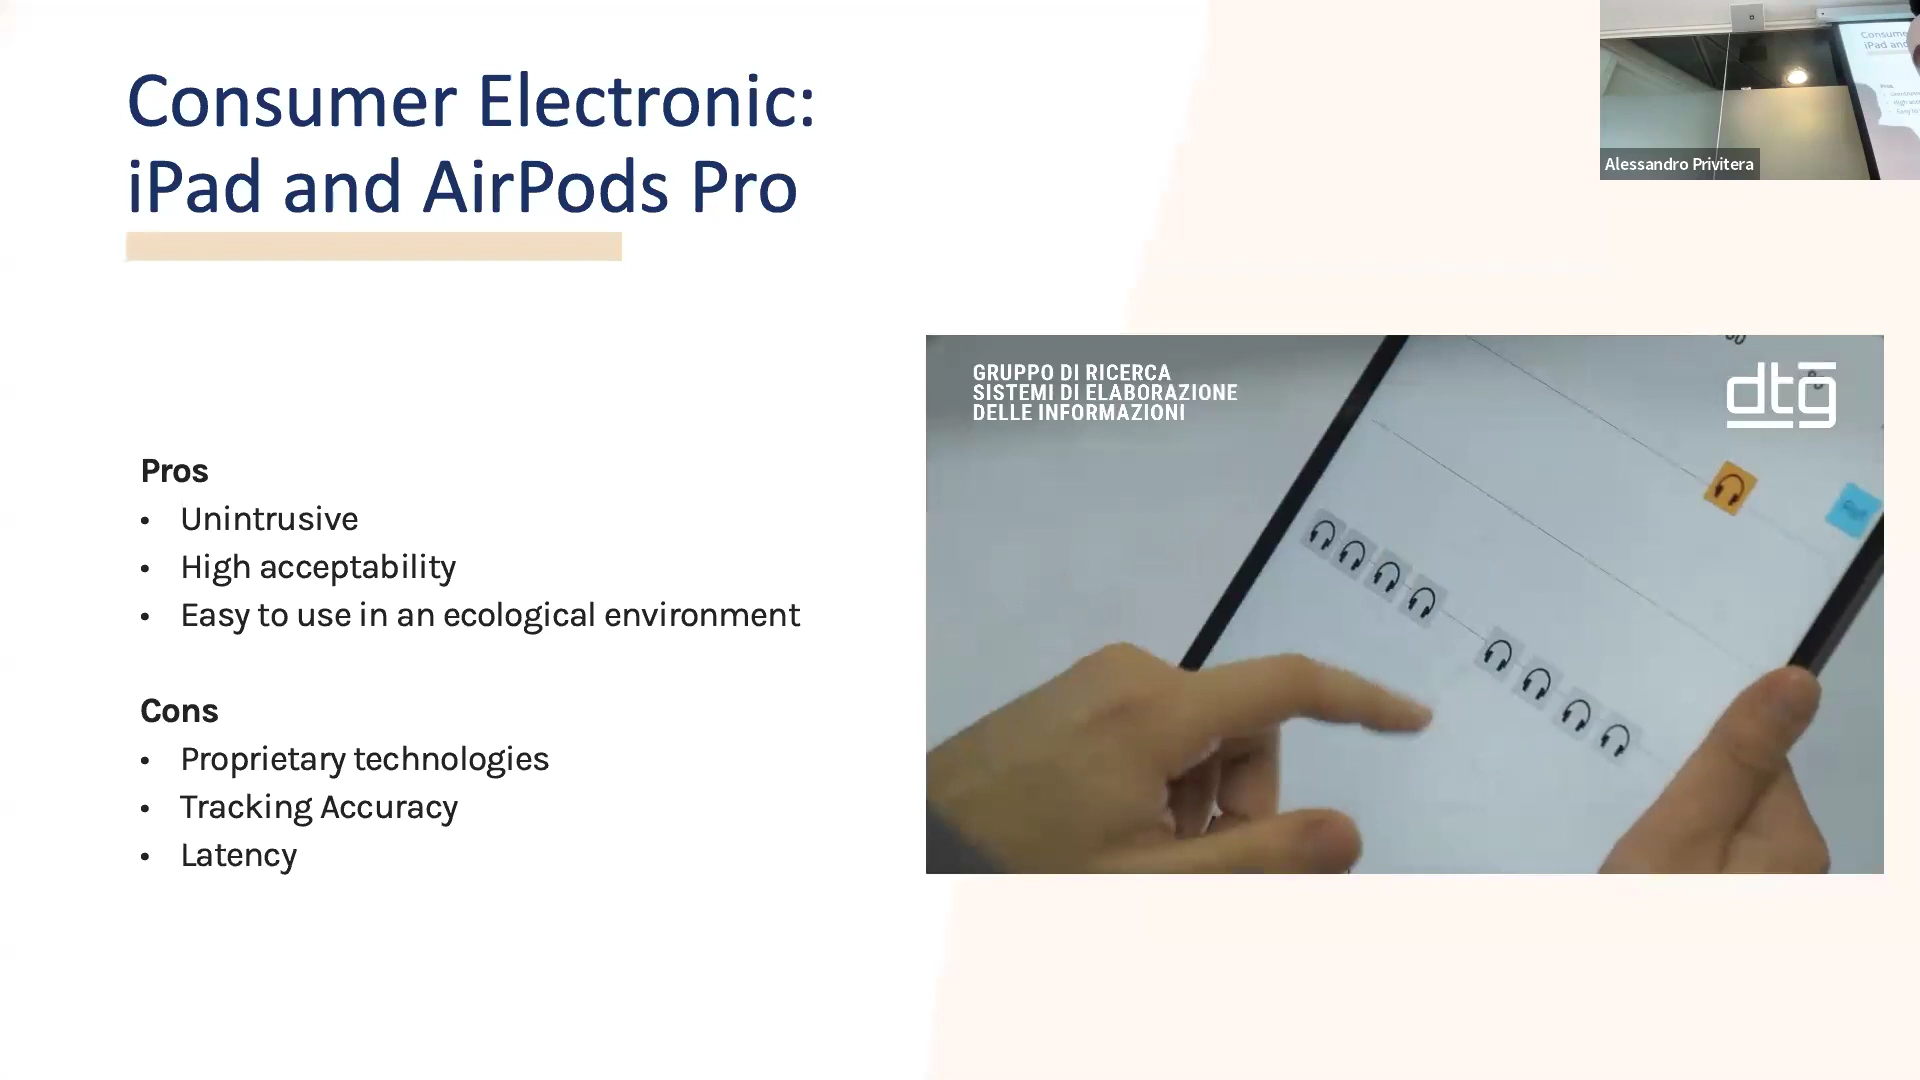 Consumer Electronic:
iPad and AirPods Pro
Pros
• Unintrusive
• High acceptability
• Easy to use in an ecological environment
Cons
• Proprietary technologies
• Tracking Accuracy
• Latency
GRUPPO DI RICERCA
SISTEMI DI ELABORAZIONE
DELLE INFORMAZIONI
dtg
Alessandro Privitera